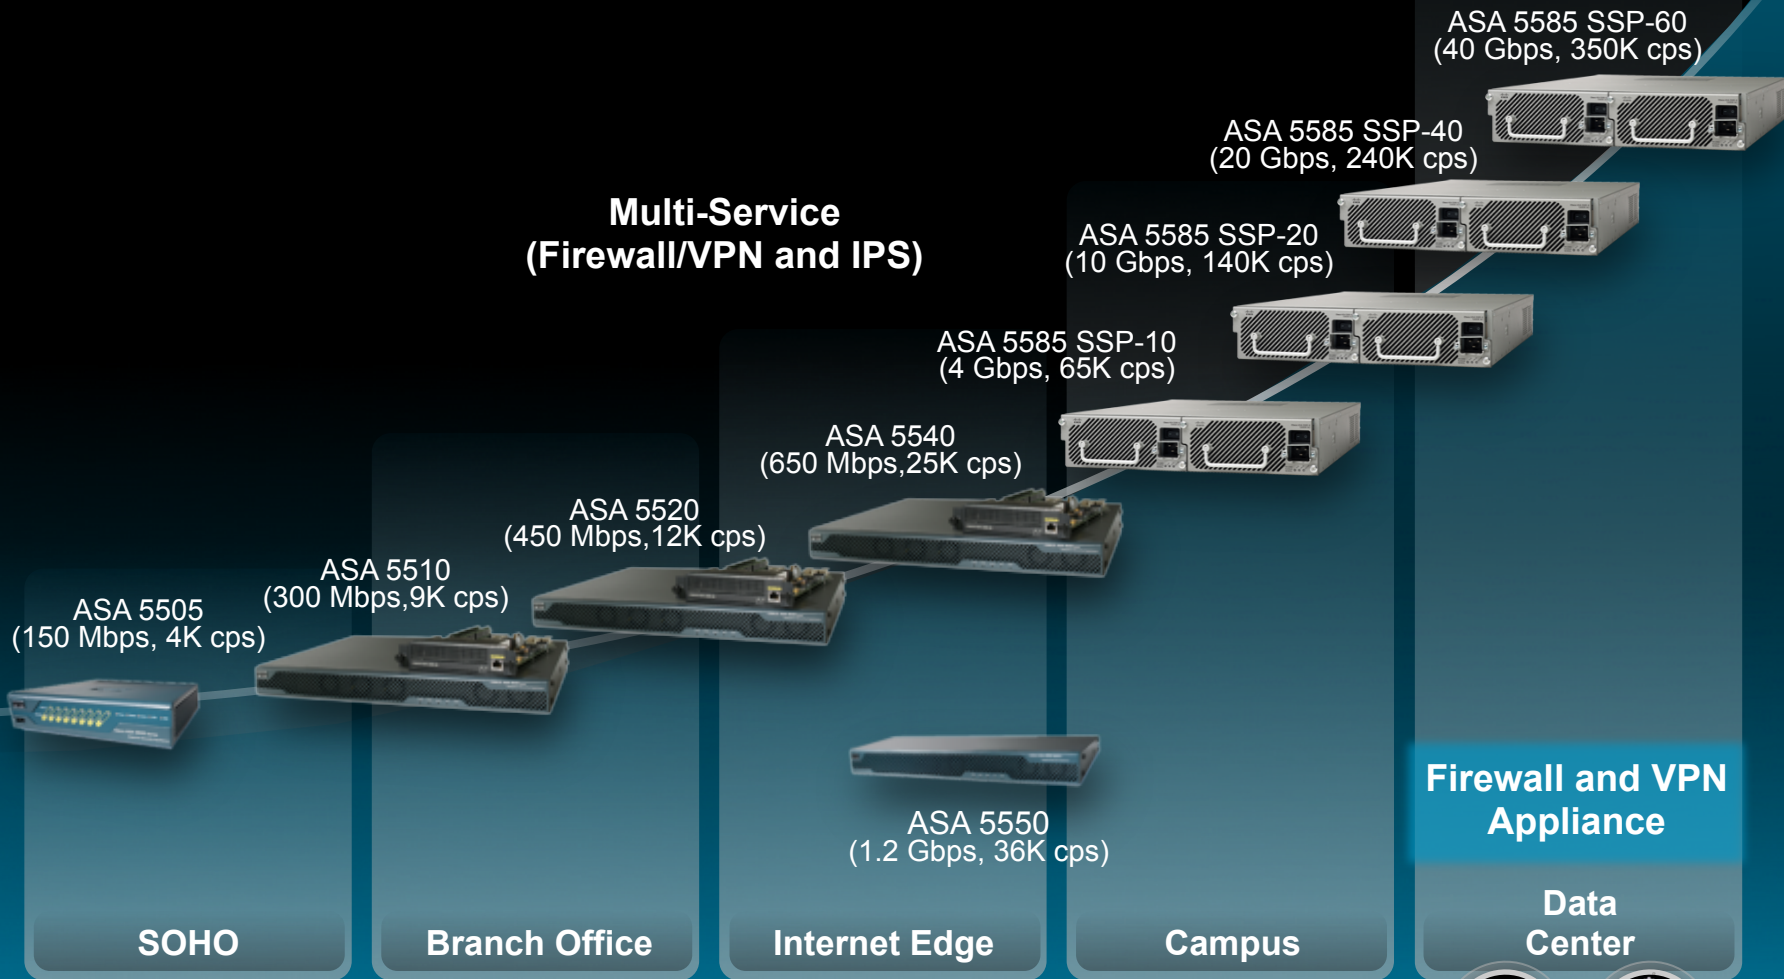 ASA 5585 SSP-60
(40 Gbps, 350K cps)
ASA 5585 SSP-40
(20 Gbps, 240K cps)
Multi-Service
(Firewall/VPN and IPS)
ASA 5585 SSP-20
(10 Gbps, 140K cps)
ASA 5585 SSP-10
(4 Gbps, 65K cps)
ASA 5540
(650 Mbps,25K cps)
ASA 5520
(450 Mbps,12K cps)
ASA 5510
(300 Mbps,9K cps)
ASA 5505
(150 Mbps, 4K cps)
ASA 5550
(1.2 Gbps, 36K cps)
Firewall and VPN
Appliance
SOHO
Branch Office
Internet Edge
Campus
Data
Center